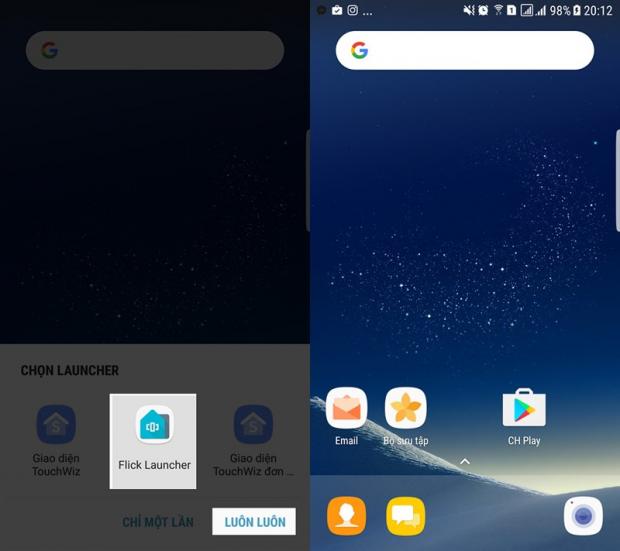 98% 20:12
CHỌN LAUNCHER
Giao diện
TouchWiz
Flick Launcher
Giao diện
TouchWiz đơn ...
CHỈ MỘT LẦN
LUÔN LUÔN
Email
Bộ sưu tập
CH Play